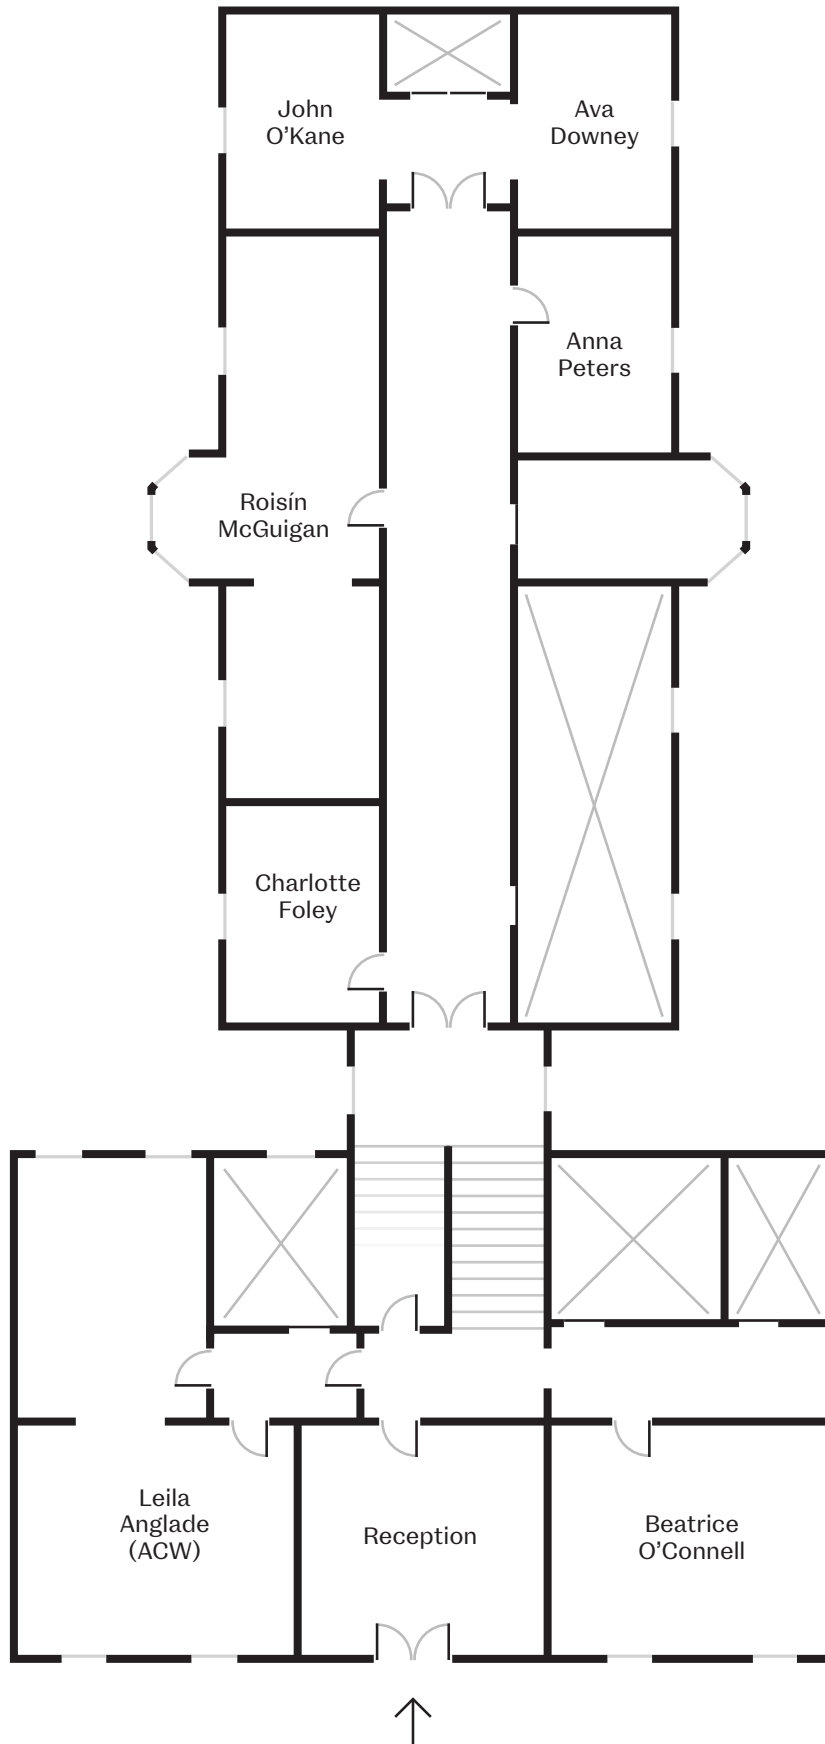 John
O’Kane
Ava
Downey
Anna
Peters
Roisín
McGuigan
Charlotte
Foley
Leila
Anglade
(ACW)
Reception
Beatrice
O’Connell